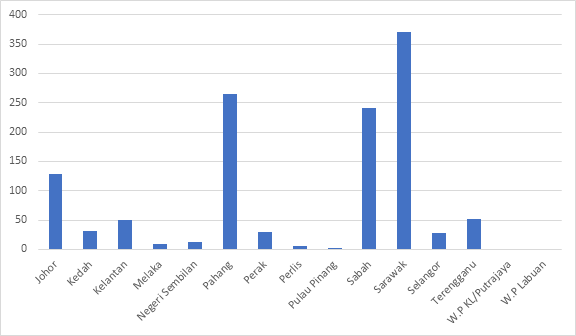 400
350
300
250
200
150
100
50
0
Johor
Kedah
Kelantan
Melaka
Negeri Sembilan
Pahang
Perak
Perlis
Pulau Pinang
Sabah
Sarawak
Selangor
Terengganu
W.P KL/Putrajaya
W.P Labuan